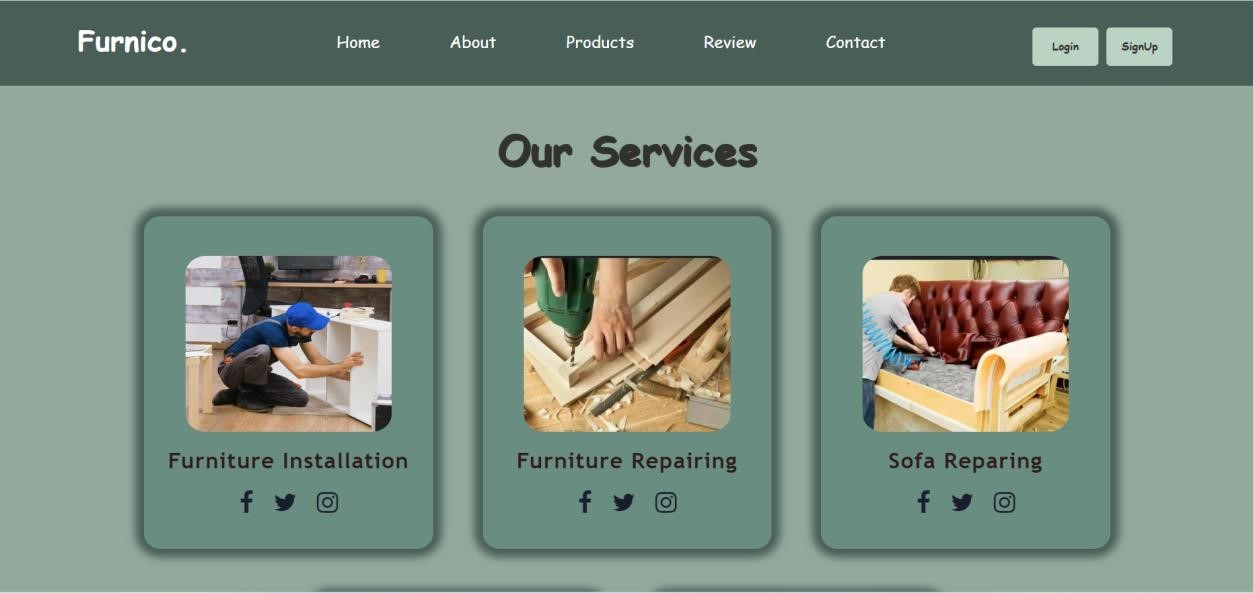 Furnico.
Home
About
Products
Review
Contact
Login
SignUp
Our Services
Furniture Installation
Furniture Repairing
Sofa Reparing